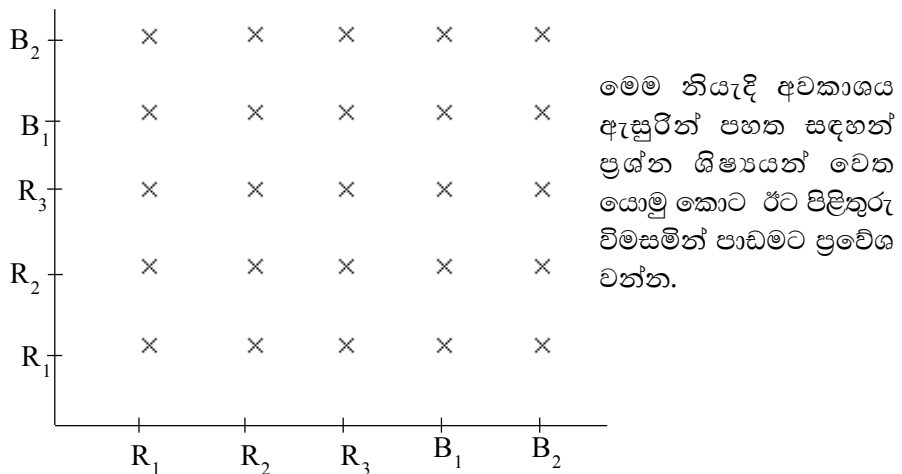 B₂
B₁
R₃
R₂
R₁
R₁ R₂ R₃ B₁ B₂
මෙම නියැදි අවකාශය
ඇසුරින් පහත සඳහන්
ප්‍රශ්න ශිෂ්‍යයන් වෙත
යොමු කොට ඊට පිළිතුරු
විමසමින් පාඩමට ප්‍රවේශ
වන්න.